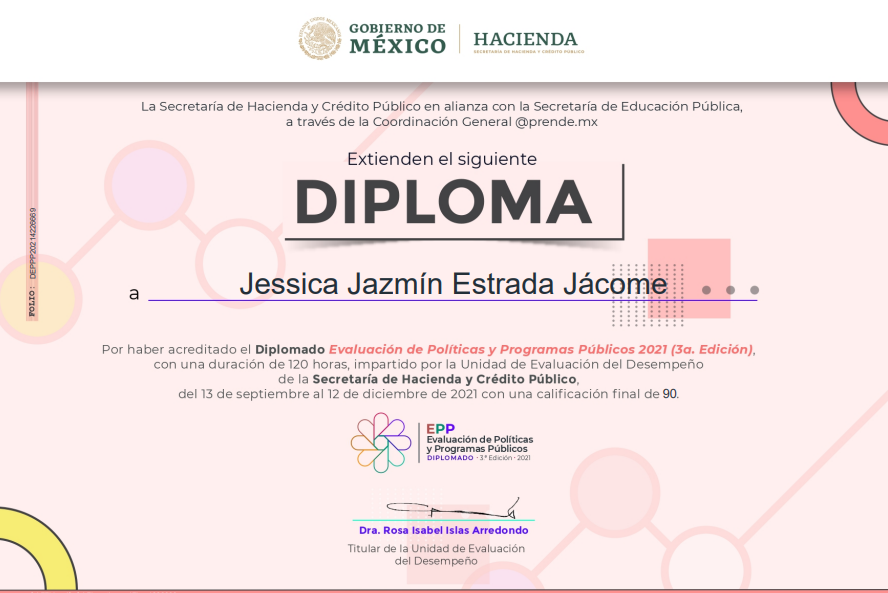 GOBIERNO DE
MÉXICO
HACIENDA
SECRETARÍA DE HACIENDA Y CRÉDITO PÚBLICO
La Secretaría de Hacienda y Crédito Público en alianza con la Secretaría de Educación Pública,
a través de la Coordinación General @prende.mx
Extienden el siguiente
DIPLOMA
a Jessica Jazmín Estrada Jácome
FOLIO: DEPPP20214226669
Por haber acreditado el Diplomado Evaluación de Políticas y Programas Públicos 2021 (3a. Edición),
con una duración de 120 horas, impartido por la Unidad de Evaluación del Desempeño
de la Secretaría de Hacienda y Crédito Público,
del 13 de septiembre al 12 de diciembre de 2021 con una calificación final de 90.
EPP
Evaluación de Políticas
y Programas Públicos
DIPLOMADO · 3ª Edición · 2021
Dra. Rosa Isabel Islas Arredondo
Titular de la Unidad de Evaluación
del Desempeño